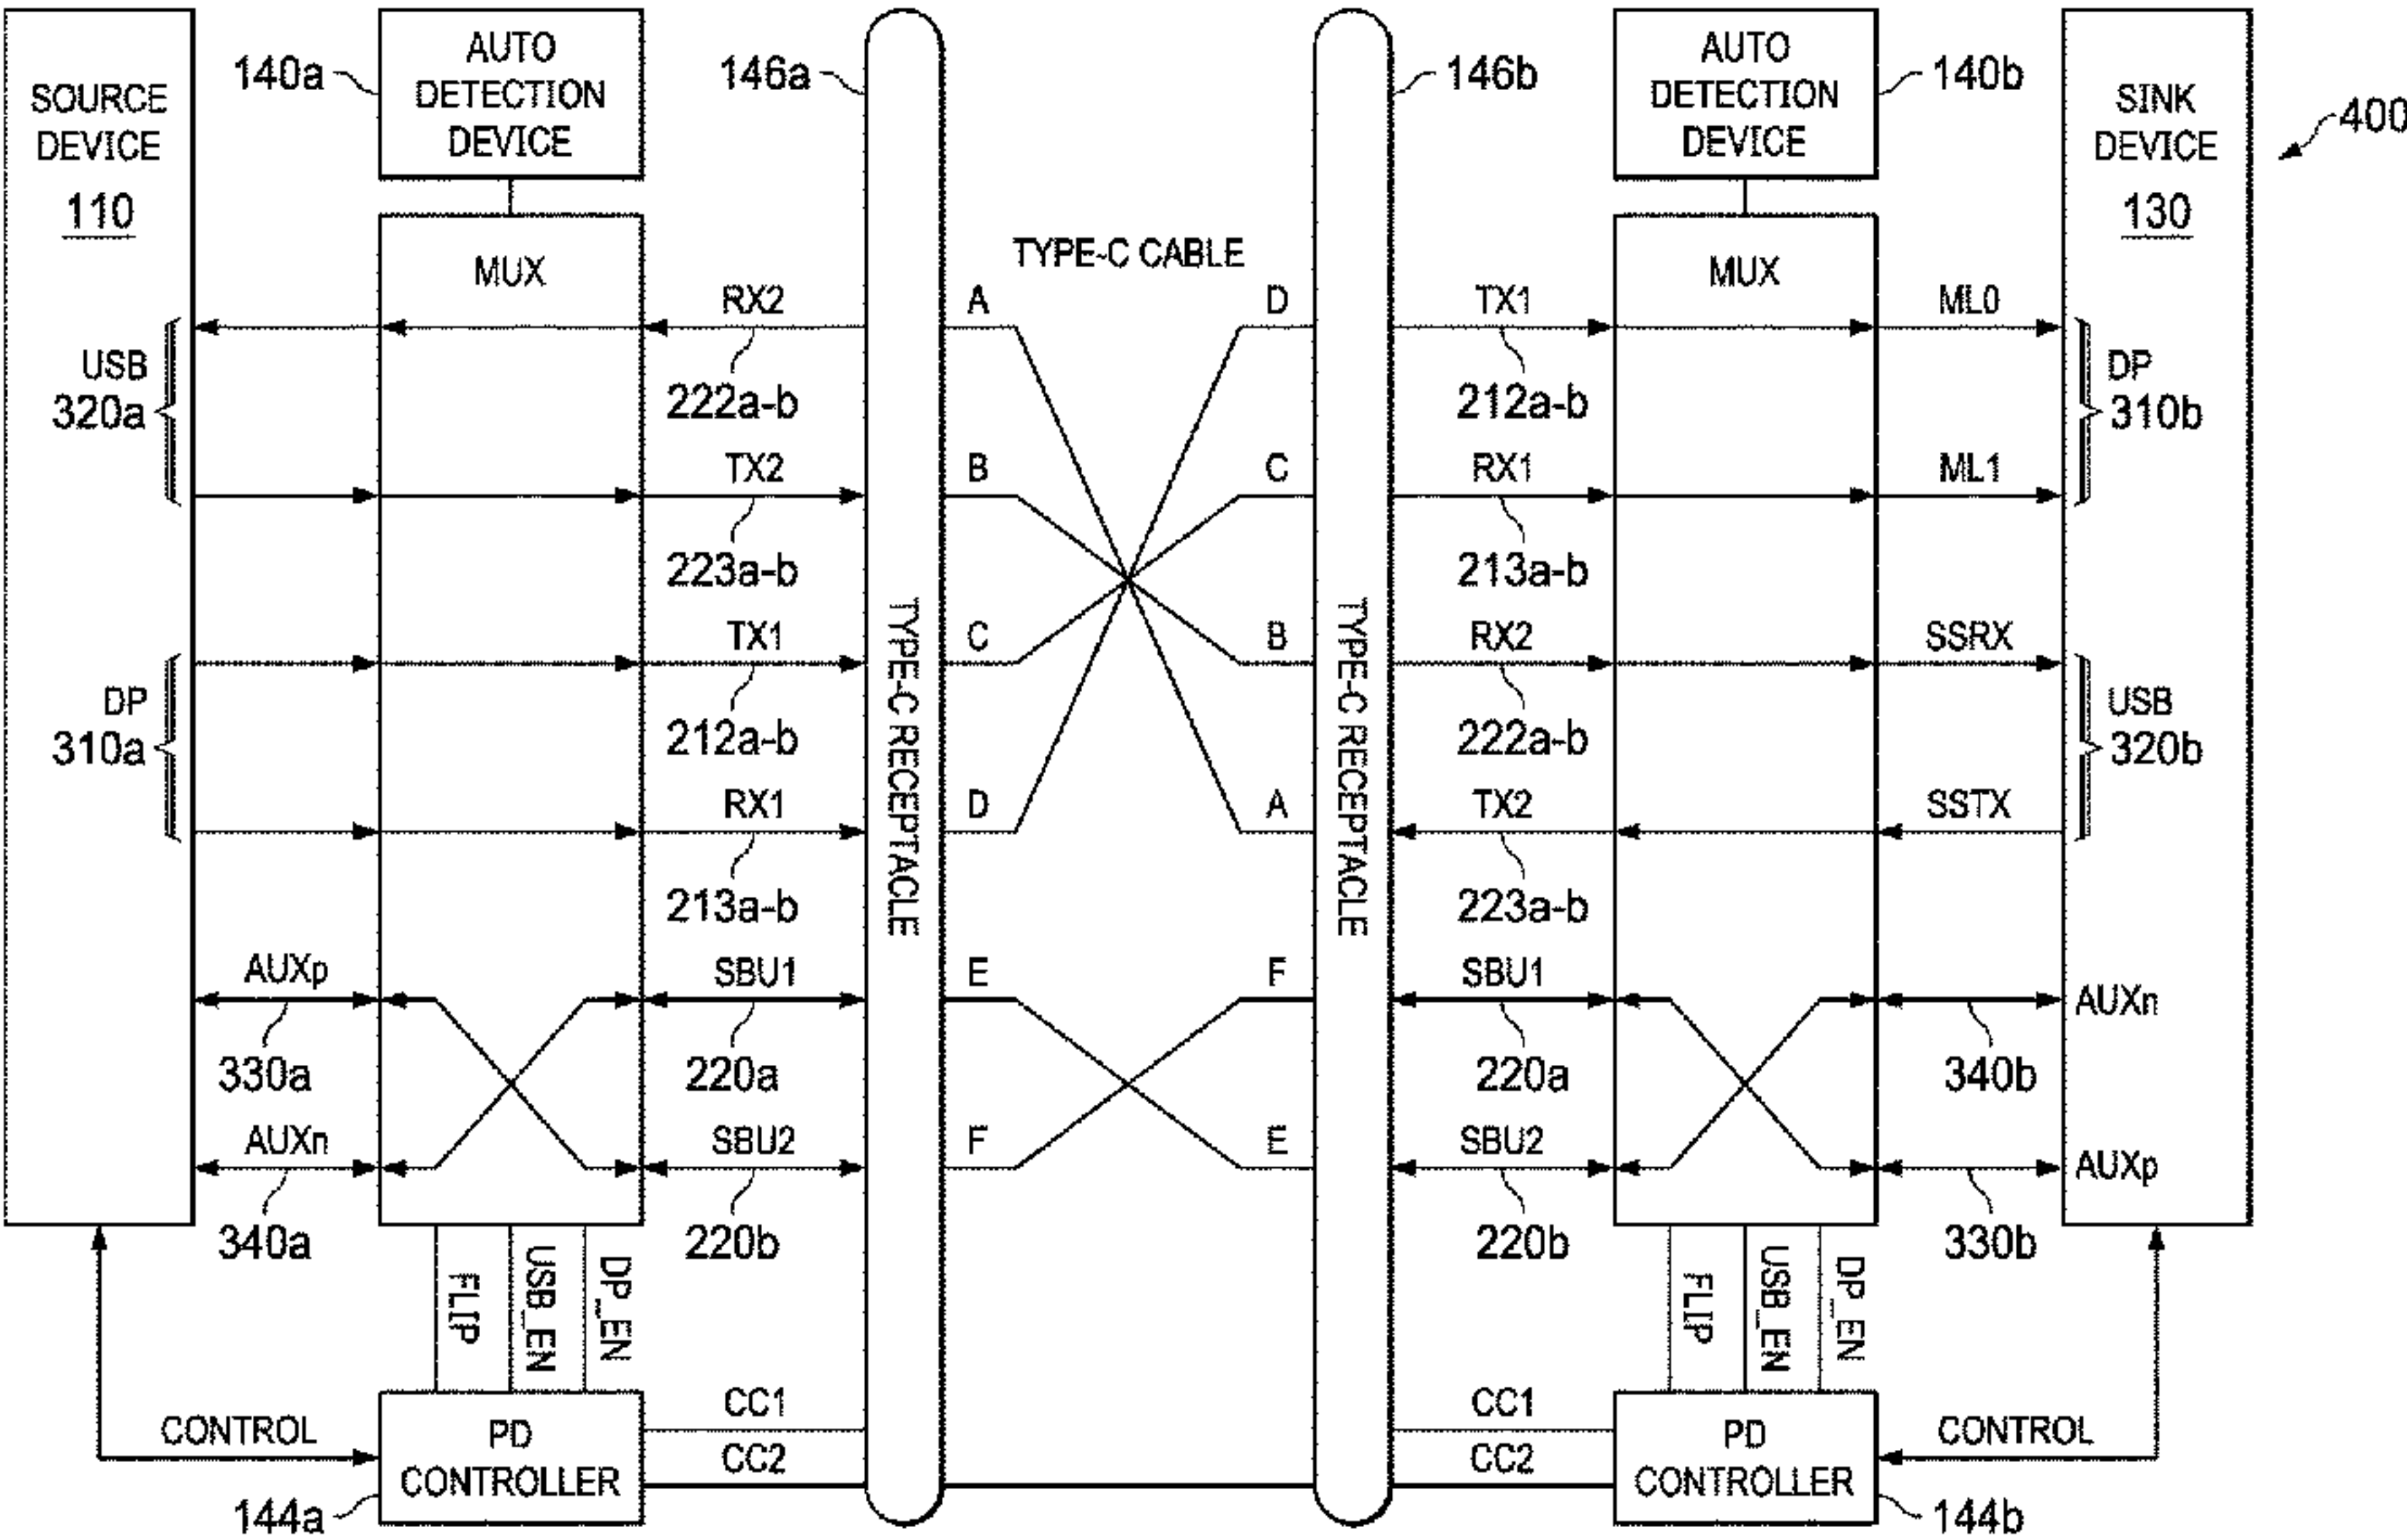 SOURCE
DEVICE
110
140a
AUTO
DETECTION
DEVICE
146a
146b
AUTO
DETECTION
DEVICE
140b
SINK
DEVICE
130
400
MUX
TYPE-C CABLE
MUX
RX2
A
D
TX1
ML0
USB
320a
222a-b
212a-b
DP
310b
TX2
B
C
RX1
ML1
223a-b
213a-b
TX1
C
B
RX2
SSRX
DP
310a
212a-b
222a-b
USB
320b
RX1
D
A
TX2
SSTX
213a-b
223a-b
TYPE-C RECEPTACLE
TYPE-C RECEPTACLE
AUXp
SBU1
E
F
SBU1
AUXn
330a
220a
220a
340b
AUXn
SBU2
F
E
SBU2
AUXp
340a
220b
220b
330b
FLIP
USB_EN
DP_EN
FLIP
USB_EN
DP_EN
CONTROL
PD
CONTROLLER
144a
CC1
CC2
CC1
CC2
PD
CONTROLLER
144b
CONTROL